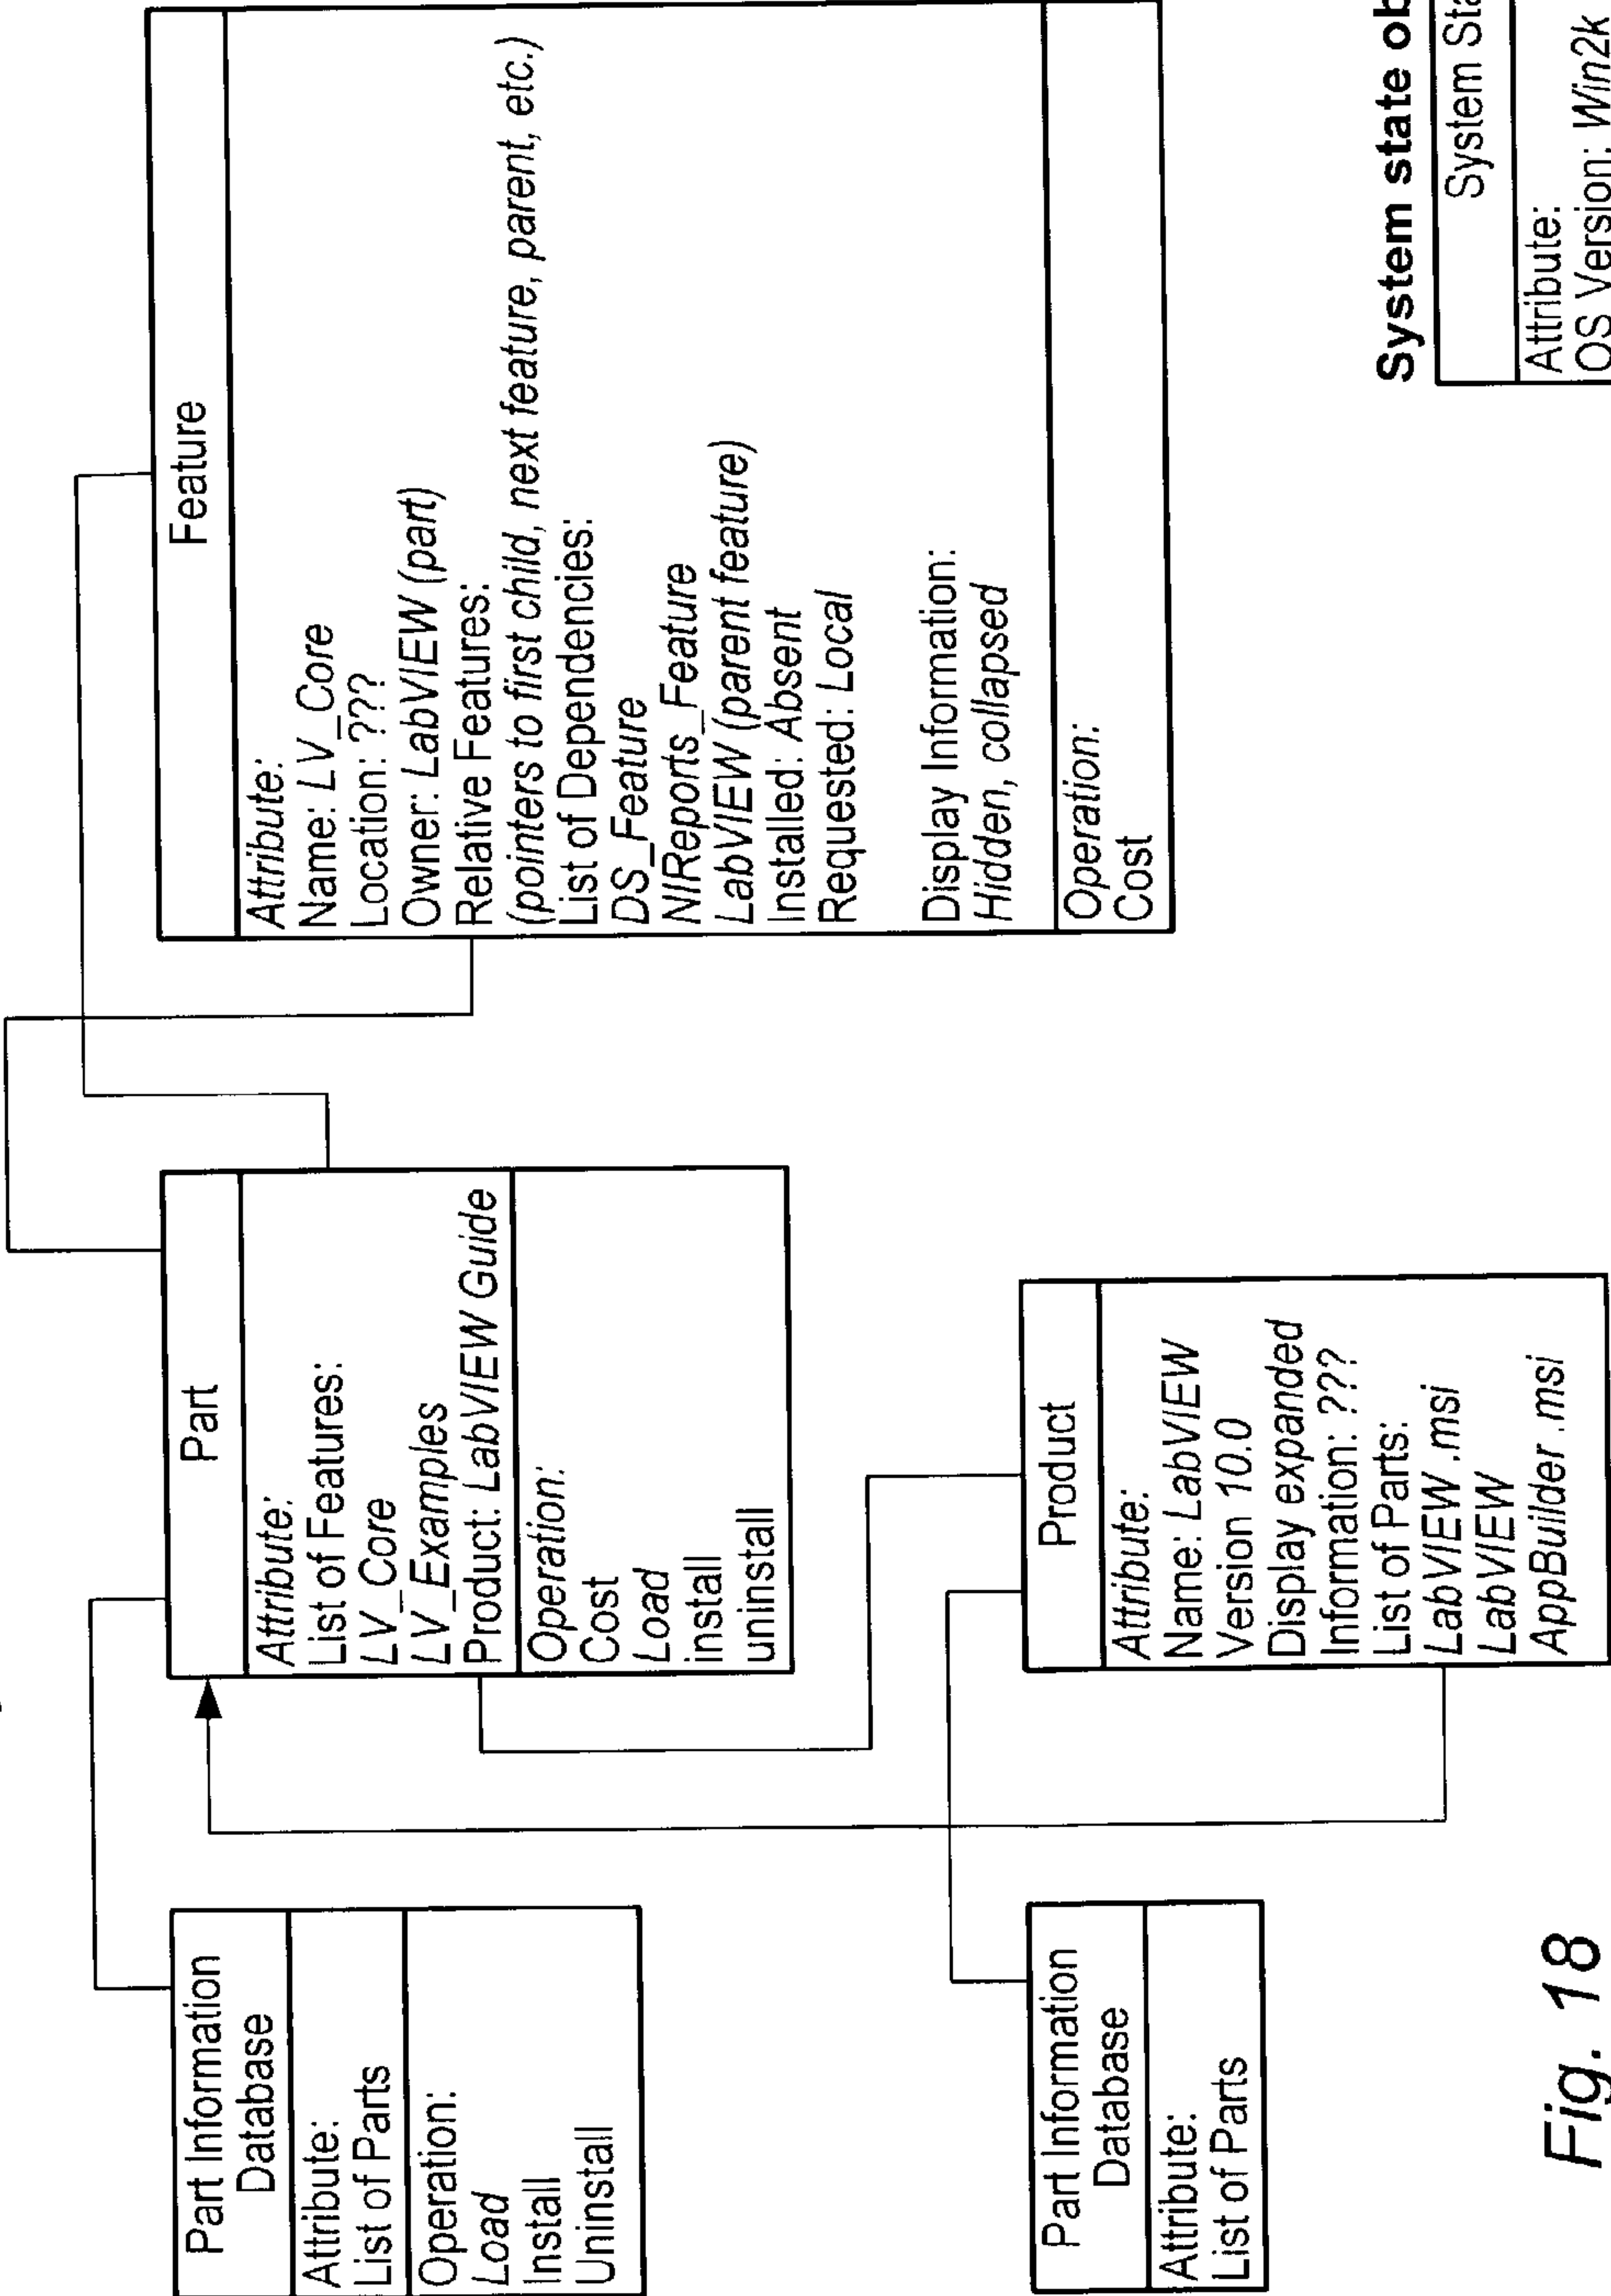 Part Information
Database
Attribute:
List of Parts
Operation:
Load
Install
Uninstall
Part
Attribute:
List of Features:
LV_Core
LV_Examples
Product: LabVIEW Guide
Operation:
Cost
Load
install
uninstall
Feature
Attribute:
Name: LV_Core
Location: ???
Owner: LabVIEW (part)
Relative Features:
(pointers to first child, next feature, parent, etc.)
List of Dependencies:
DS_Feature
NIReports_Feature
LabVIEW (parent feature)
Installed: Absent
Requested: Local
Display Information:
Hidden, collapsed
Operation:
Cost
Part Information
Database
Attribute:
List of Parts
Product
Attribute:
Name: LabVIEW
Version 10.0
Display expanded
Information: ???
List of Parts:
LabVIEW .msi
LabVIEW
AppBuilder .msi
System state
System
Attribute:
OS Version: Win2k
Fig. 18